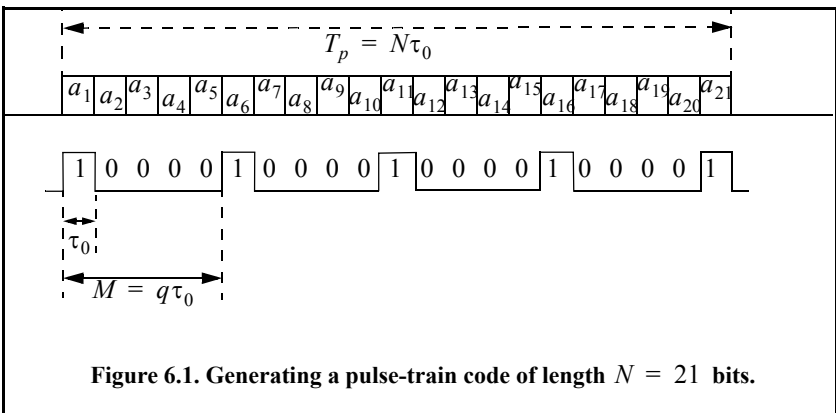 T_p = Nτ_0
a_1 a_2 a_3 a_4 a_5 a_6 a_7 a_8 a_9 a_10 a_11 a_12 a_13 a_14 a_15 a_16 a_17 a_18 a_19 a_20 a_21
1 0 0 0 0 1 0 0 0 0 1 0 0 0 0 1 0 0 0 0 1
τ_0
M = qτ_0
Figure 6.1. Generating a pulse-train code of length N = 21 bits.